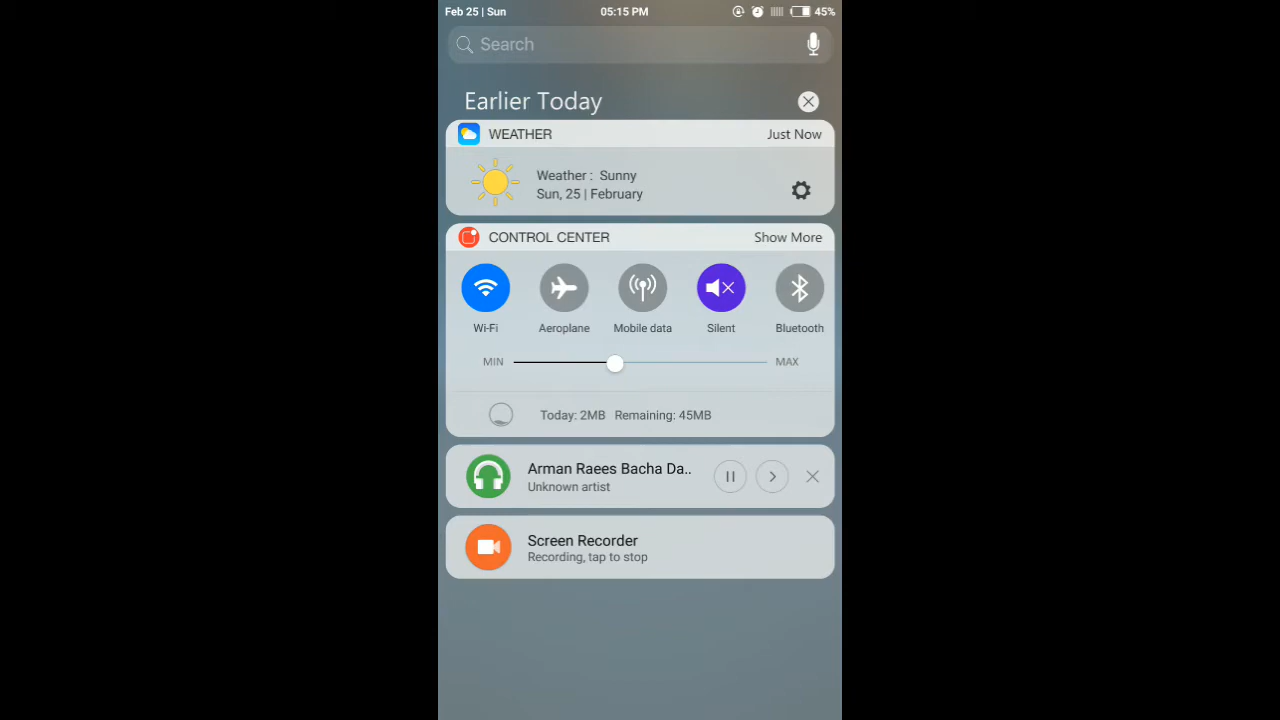 Feb 25 | Sun 05:15 PM 45%
Search
Earlier Today
WEATHER Just Now
Weather : Sunny
Sun, 25 | February
CONTROL CENTER Show More
Wi-Fi Aeroplane Mobile data Silent Bluetooth
MIN MAX
Today: 2MB Remaining: 45MB
Arman Raees Bacha Da..
Unknown artist
Screen Recorder
Recording, tap to stop